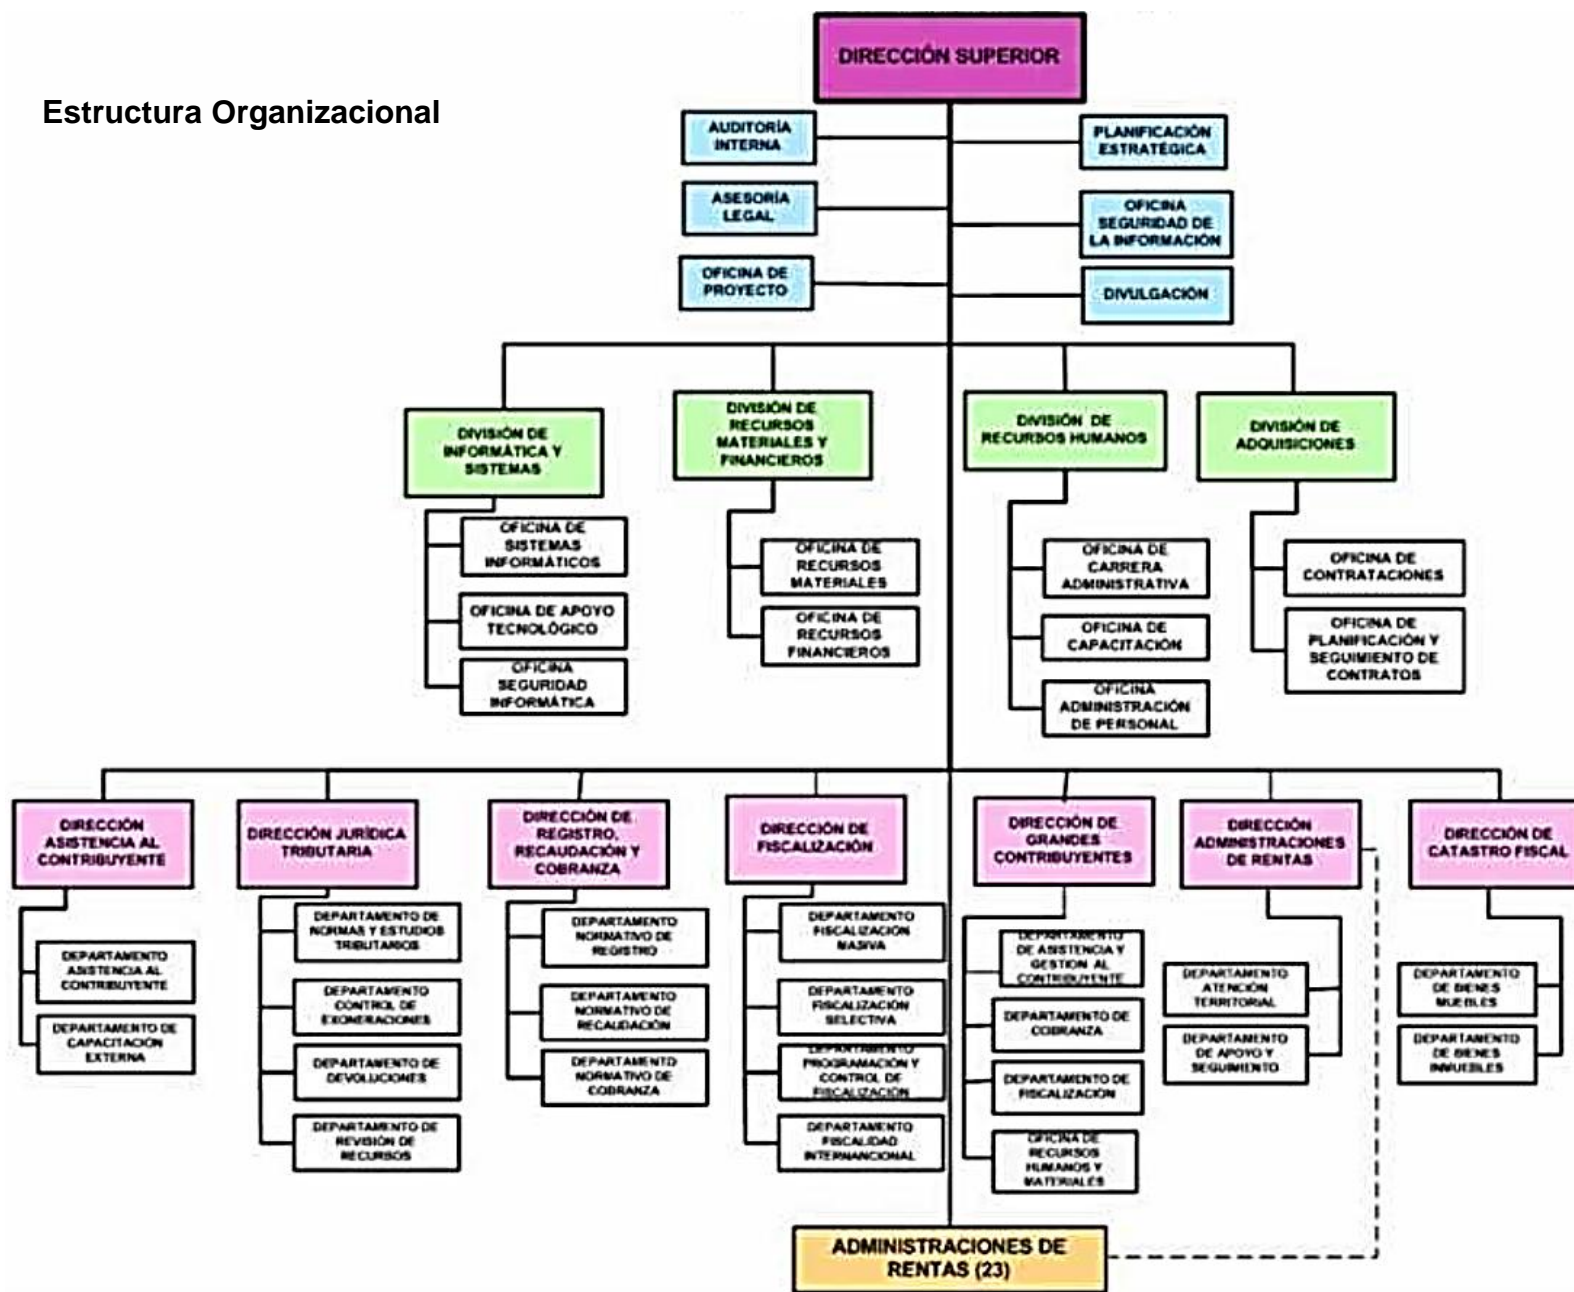 DIRECCIÓN SUPERIOR
Estructura Organizacional
AUDITORÍA
INTERNA
PLANIFICACIÓN
ESTRATÉGICA
ASESORÍA
LEGAL
OFICINA
SEGURIDAD DE
LA INFORMACIÓN
OFICINA DE
PROYECTO
DIVULGACIÓN
DIVISIÓN DE
INFORMÁTICA Y
SISTEMAS
DIVISIÓN DE
RECURSOS
MATERIALES Y
FINANCIEROS
DIVISIÓN DE
RECURSOS HUMANOS
DIVISIÓN DE
ADQUISICIONES
OFICINA DE
SISTEMAS
INFORMÁTICOS
OFICINA DE APOYO
TECNOLÓGICO
OFICINA
SEGURIDAD
INFORMÁTICA
OFICINA DE
RECURSOS
MATERIALES
OFICINA DE
RECURSOS
FINANCIEROS
OFICINA DE
CARRERA
ADMINISTRATIVA
OFICINA DE
CAPACITACIÓN
OFICINA
ADMINISTRACIÓN
DE PERSONAL
OFICINA DE
CONTRATACIONES
OFICINA DE
PLANIFICACIÓN Y
SEGUIMIENTO DE
CONTRATOS
DIRECCIÓN
ASISTENCIA AL
CONTRIBUYENTE
DIRECCIÓN JURÍDICA
TRIBUTARIA
DIRECCIÓN DE
REGISTRO,
RECAUDACIÓN Y
COBRANZA
DIRECCIÓN DE
FISCALIZACIÓN
DIRECCIÓN DE
GRANDES
CONTRIBUYENTES
DIRECCIÓN
ADMINISTRACIONES
DE RENTAS
DIRECCIÓN DE
CATASTRO FISCAL
DEPARTAMENTO
ASISTENCIA AL
CONTRIBUYENTE
DEPARTAMENTO DE
CAPACITACIÓN
EXTERNA
DEPARTAMENTO DE
NORMAS Y ESTUDIOS
TRIBUTARIOS
DEPARTAMENTO
CONTROL DE
EXONERACIONES
DEPARTAMENTO DE
DEVOLUCIONES
DEPARTAMENTO DE
REVISIÓN DE
RECURSOS
DEPARTAMENTO
NORMATIVO DE
REGISTRO
DEPARTAMENTO
NORMATIVO DE
RECAUDACIÓN
DEPARTAMENTO
NORMATIVO DE
COBRANZA
DEPARTAMENTO
FISCALIZACIÓN
MASIVA
DEPARTAMENTO
FISCALIZACIÓN
SELECTIVA
DEPARTAMENTO
PROGRAMACIÓN Y
CONTROL DE
FISCALIZACIÓN
DEPARTAMENTO
FISCALIDAD
INTERNANCIONAL
DEPARTAMENTO
DE ASISTENCIA Y
GESTION AL
CONTRIBUYENTE
DEPARTAMENTO DE
COBRANZA
DEPARTAMENTO DE
FISCALIZACIÓN
OFICINA DE
RECURSOS
HUMANOS Y
MATERIALES
DEPARTAMENTO
ATENCIÓN
TERRITORIAL
DEPARTAMENTO
DE APOYO Y
SEGUIMIENTO
DEPARTAMENTO
DE BIENES
MUEBLES
DEPARTAMENTO
DE BIENES
INMUEBLES
ADMINISTRACIONES DE
RENTAS (23)